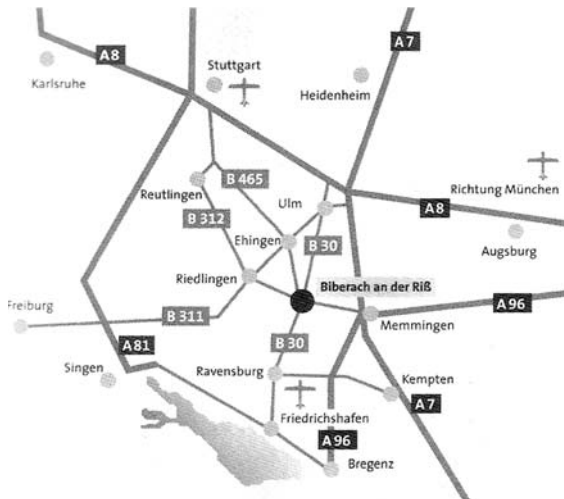 A7
A8
Stuttgart
Karlsruhe
Heidenheim
Richtung München
B 465
Reutlingen
Ulm
A8
B 312
Ehingen
B 30
Augsburg
Riedlingen
Biberach an der Riß
Freiburg
B 311
A96
Memmingen
A81
B 30
Singen
Ravensburg
Kempten
Friedrichshafen
A7
A96
Bregenz